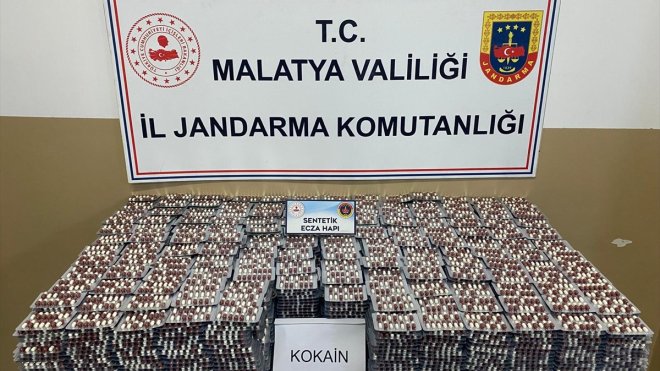 T.C.
MALATYA VALİLİĞİ
İL JANDARMA KOMUTANLIĞI
JANDARMA
SENTETİK
ECZA HAPI
KOKAİN